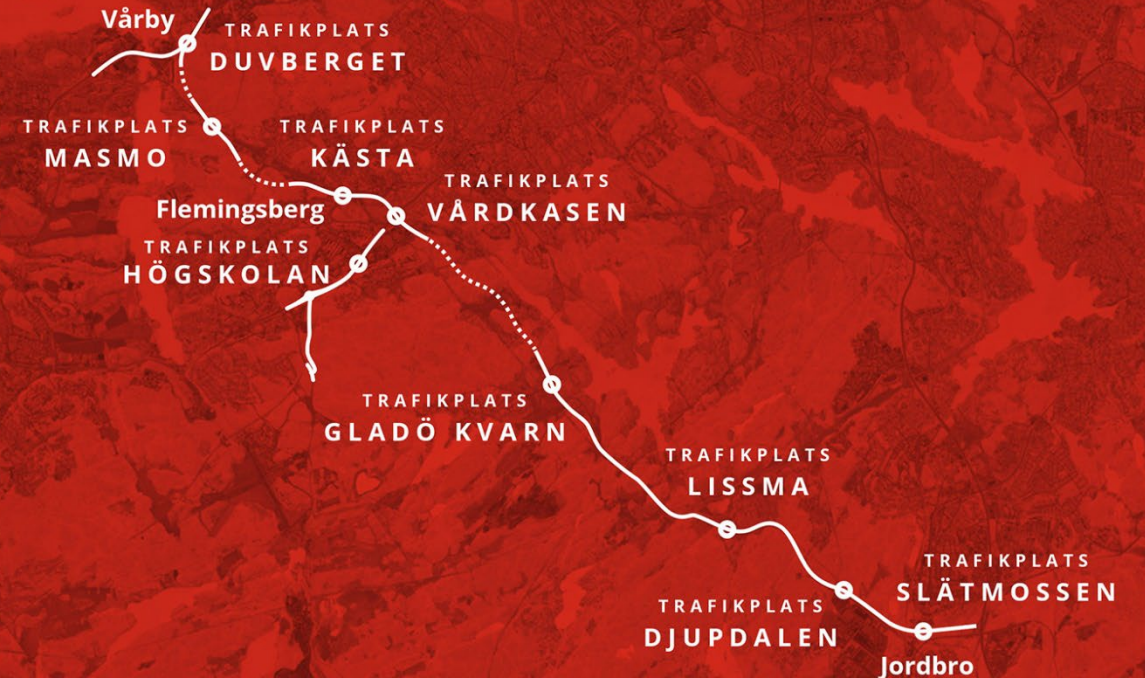 Vårby
TRAFIKPLATS
DUVBERGET
TRAFIKPLATS
MASMO
TRAFIKPLATS
KÄSTA
TRAFIKPLATS
VÅRDKASEN
Flemingsberg
TRAFIKPLATS
HÖGSKOLAN
TRAFIKPLATS
GLADÖ KVARN
TRAFIKPLATS
LISSMA
TRAFIKPLATS
SLÄTMOSSEN
TRAFIKPLATS
DJUPDALEN
Jordbro